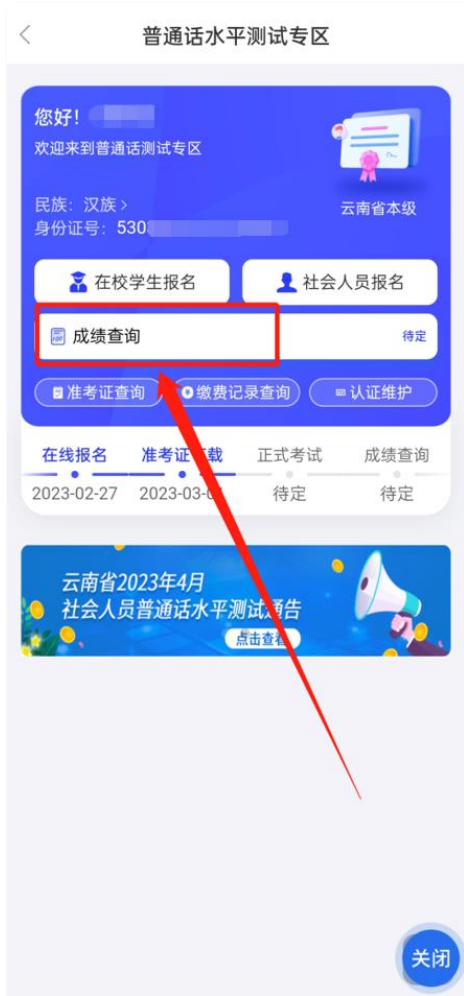 普通话水平测试专区
您好！
欢迎来到普通话测试专区
民族：汉族>
身份证号：530
云南省本级
在校学生报名
社会人员报名
PDF 成绩查询 待定
准考证查询
缴费记录查询
认证维护
在线报名 准考证下载 正式考试 成绩查询
2023-02-27 2023-03- 待定 待定
云南省2023年4月
社会人员普通话水平测试通告
点击查看
关闭